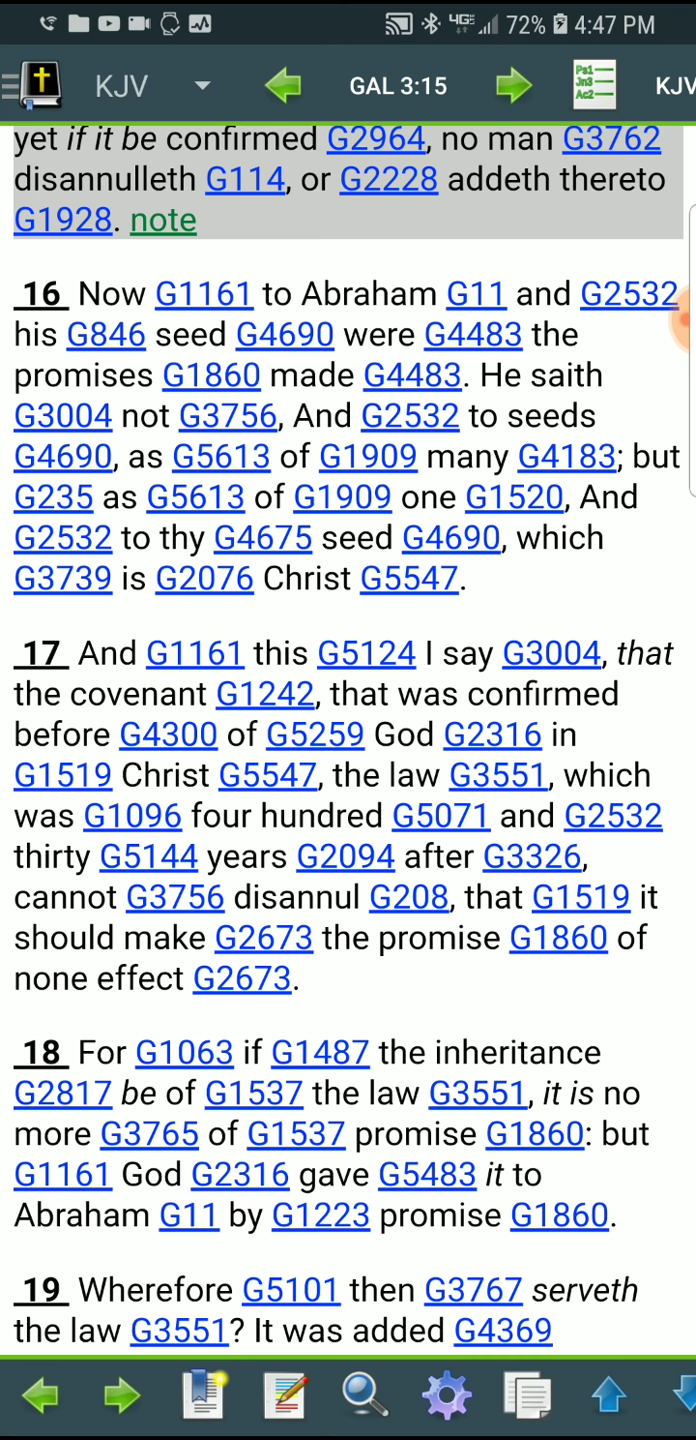 4GE 72% 4:47 PM
KJV GAL 3:15 Ps1 Jn3 Ac2 KJV
yet if it be confirmed G2964, no man G3762
disannulleth G114, or G2228 addeth thereto
G1928. note
16 Now G1161 to Abraham G11 and G2532
his G846 seed G4690 were G4483 the
promises G1860 made G4483. He saith
G3004 not G3756, And G2532 to seeds
G4690, as G5613 of G1909 many G4183; but
G235 as G5613 of G1909 one G1520, And
G2532 to thy G4675 seed G4690, which
G3739 is G2076 Christ G5547.
17 And G1161 this G5124 I say G3004, that
the covenant G1242, that was confirmed
before G4300 of G5259 God G2316 in
G1519 Christ G5547, the law G3551, which
was G1096 four hundred G5071 and G2532
thirty G5144 years G2094 after G3326,
cannot G3756 disannul G208, that G1519 it
should make G2673 the promise G1860 of
none effect G2673.
18 For G1063 if G1487 the inheritance
G2817 be of G1537 the law G3551, it is no
more G3765 of G1537 promise G1860: but
G1161 God G2316 gave G5483 it to
Abraham G11 by G1223 promise G1860.
19 Wherefore G5101 then G3767 serveth
the law G3551? It was added G4369